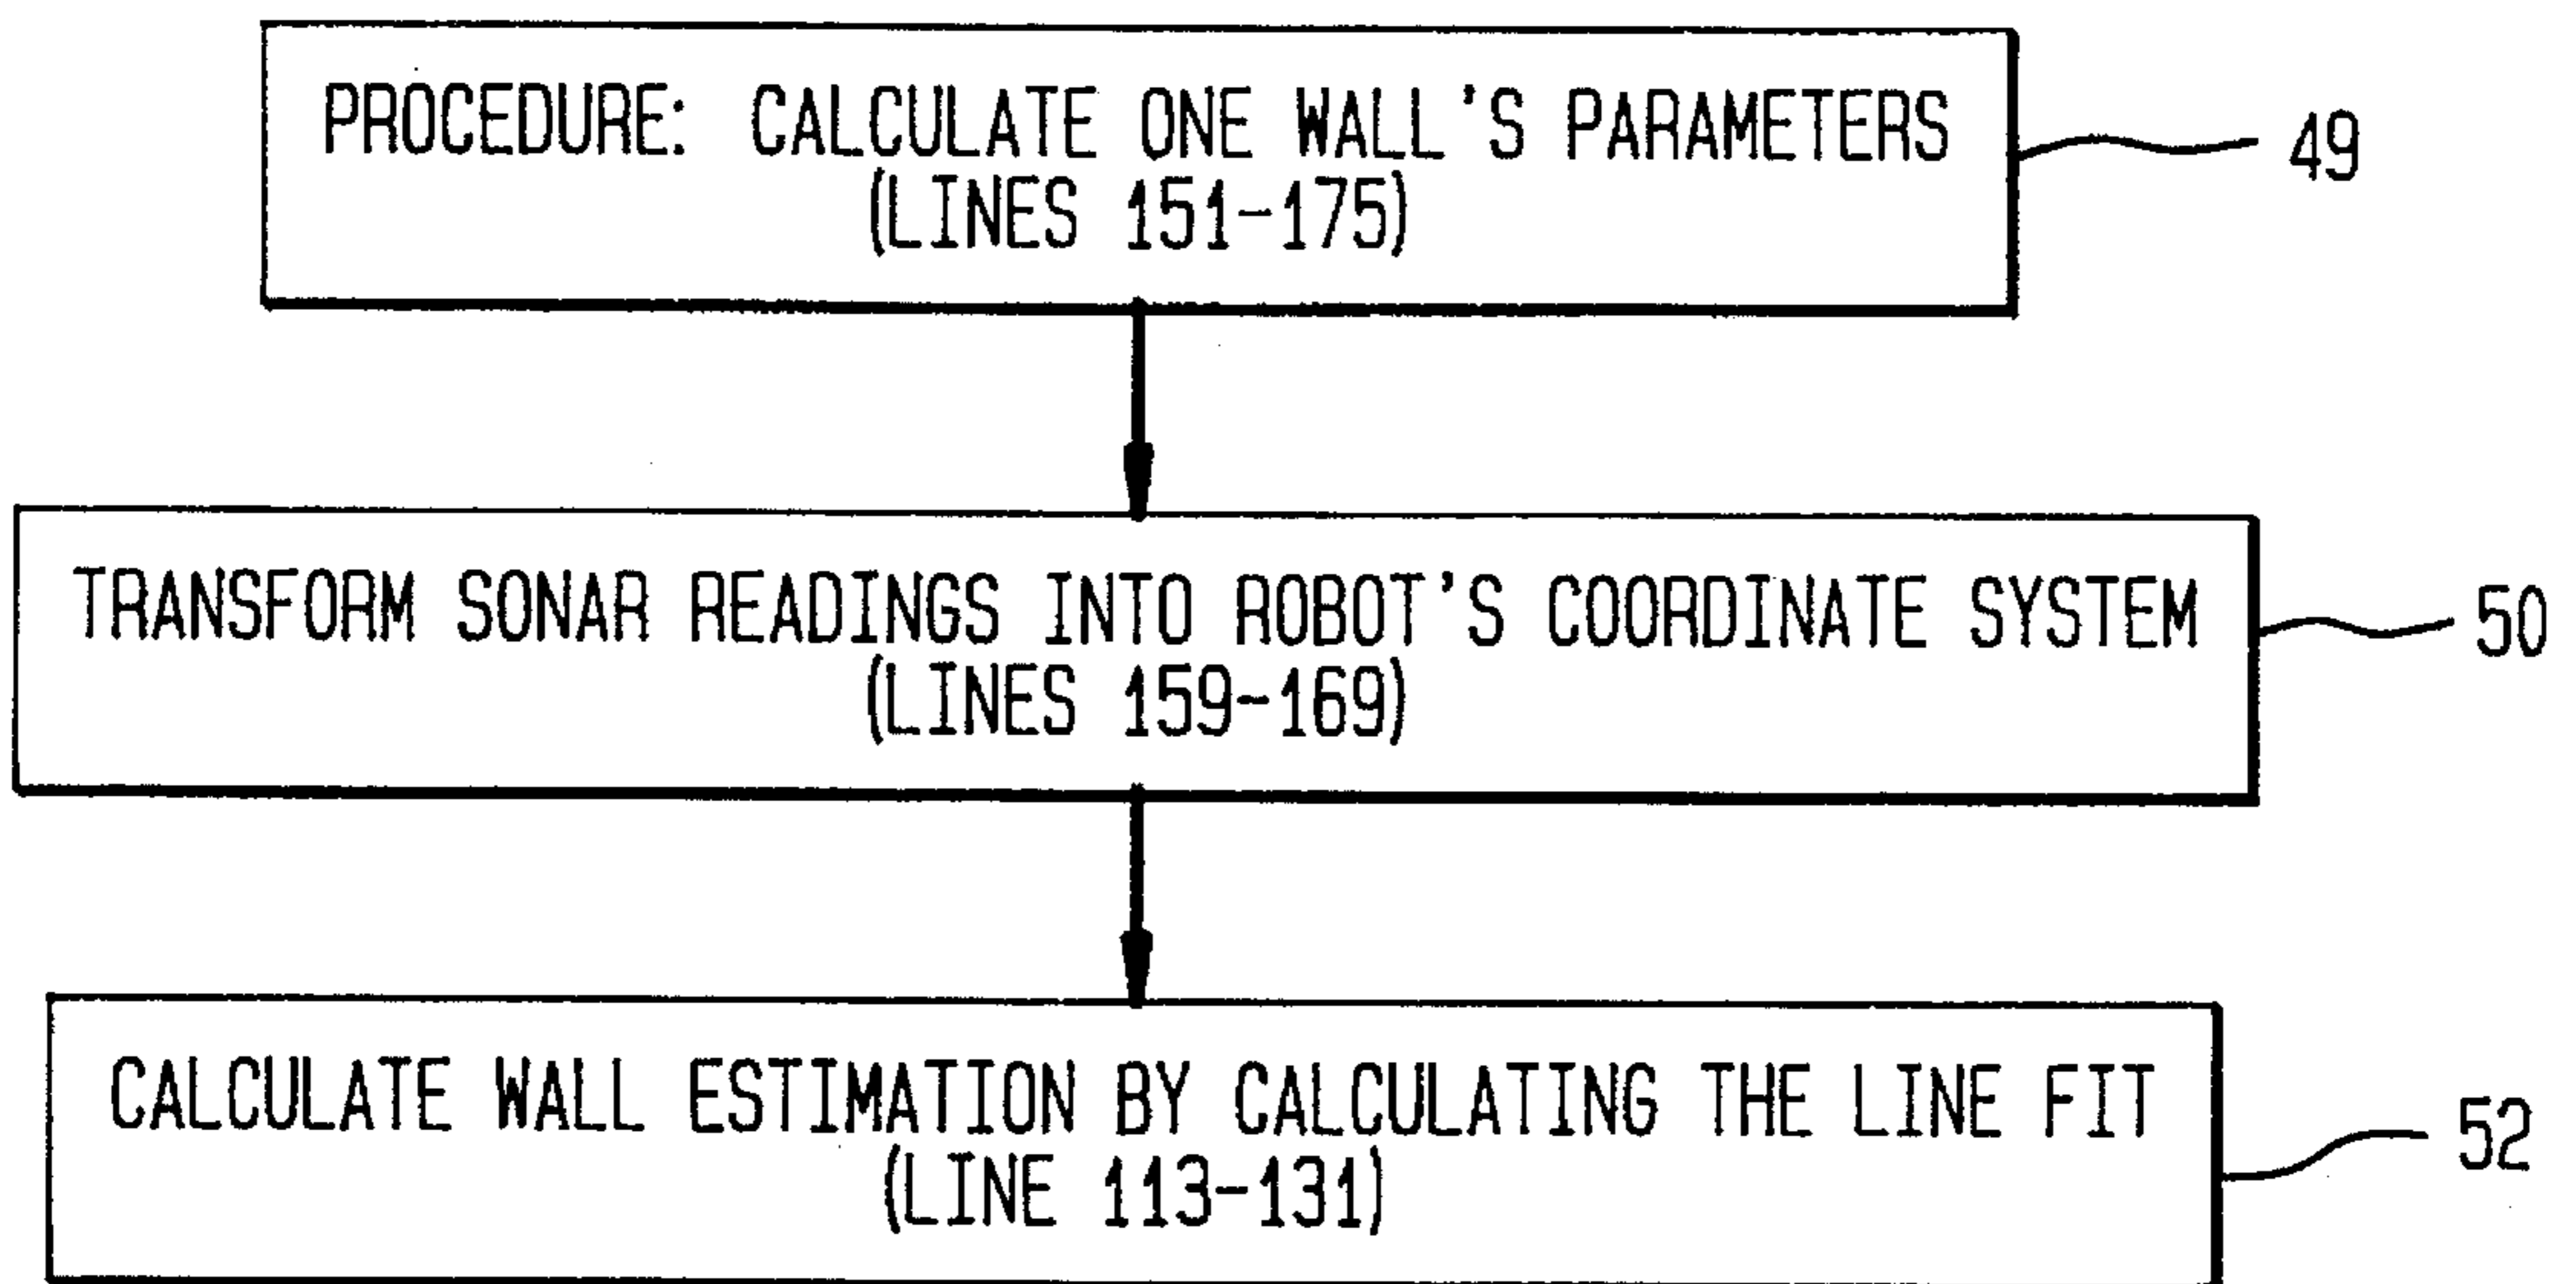 PROCEDURE: CALCULATE ONE WALL'S PARAMETERS
(LINES 151-175)
49
TRANSFORM SONAR READINGS INTO ROBOT'S COORDINATE SYSTEM
(LINES 159-169)
50
CALCULATE WALL ESTIMATION BY CALCULATING THE LINE FIT
(LINE 113-131)
52